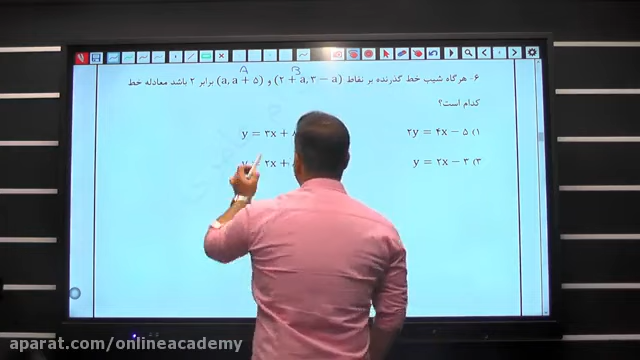 A B
۶- هرگاه شیب خط گذرنده بر نقاط (۲ + a, ۳ − a) و (a, a + ۵) برابر ۲ باشد معادله خط
کدام است؟
۱) ۲y = ۴x − ۵
y = ۳x +
۳) y = ۲x − ۳
۲x +
aparat.com/onlineacademy